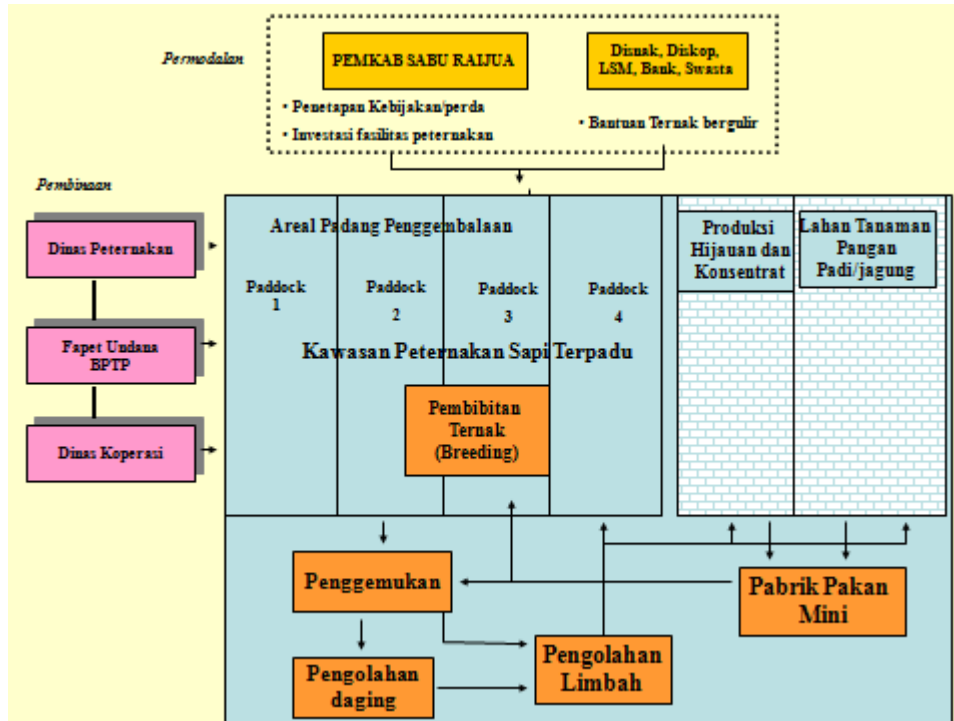 Permodalan
PEMKAB SABU RAIJUA
Disnak, Diskop,
LSM, Bank, Swasta
• Penetapan Kebijakan/perda
• Investasi fasilitas peternakan
• Bantuan Ternak bergulir
Pembinaan
Dinas Peternakan
Fapet Undana
BPTP
Dinas Koperasi
Areal Padang Penggembalaan
Paddock
1
Paddock
2
Paddock
3
Paddock
4
Kawasan Peternakan Sapi Terpadu
Pembibitan
Ternak
(Breeding)
Produksi
Hijauan dan
Konsentrat
Lahan Tanaman
Pangan
Padi/jagung
Penggemukan
Pabrik Pakan
Mini
Pengolahan
daging
Pengolahan
Limbah